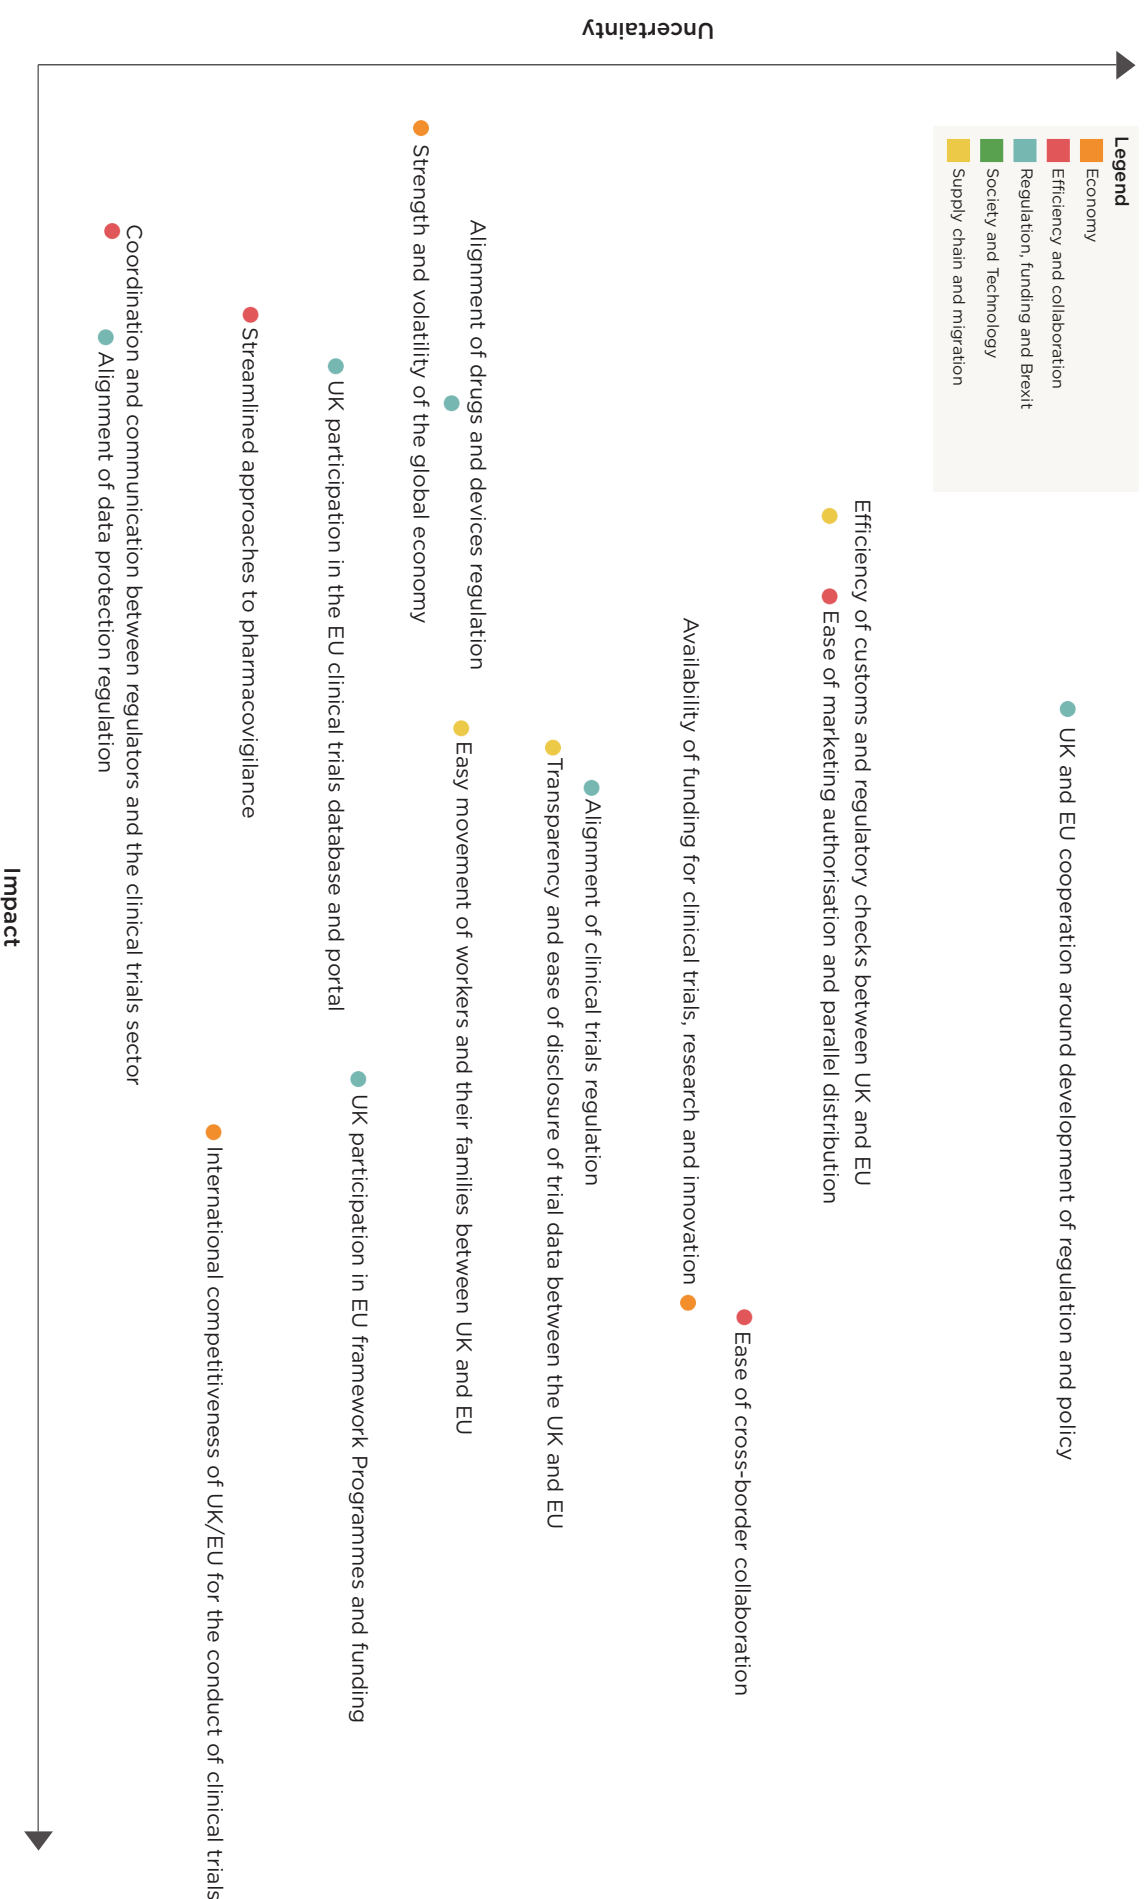 Uncertainty
Legend
Economy
Efficiency and collaboration
Regulation, funding and Brexit
Society and Technology
Supply chain and migration
UK and EU cooperation around development of regulation and policy
Efficiency of customs and regulatory checks between UK and EU
Ease of marketing authorisation and parallel distribution
Ease of cross-border collaboration
Availability of funding for clinical trials, research and innovation
Alignment of clinical trials regulation
Transparency and ease of disclosure of trial data between the UK and EU
Alignment of drugs and devices regulation
Easy movement of workers and their families between UK and EU
Strength and volatility of the global economy
UK participation in EU framework Programmes and funding
UK participation in the EU clinical trials database and portal
Streamlined approaches to pharmacovigilance
International competitiveness of UK/EU for the conduct of clinical trials
Coordination and communication between regulators and the clinical trials sector
Alignment of data protection regulation
Impact